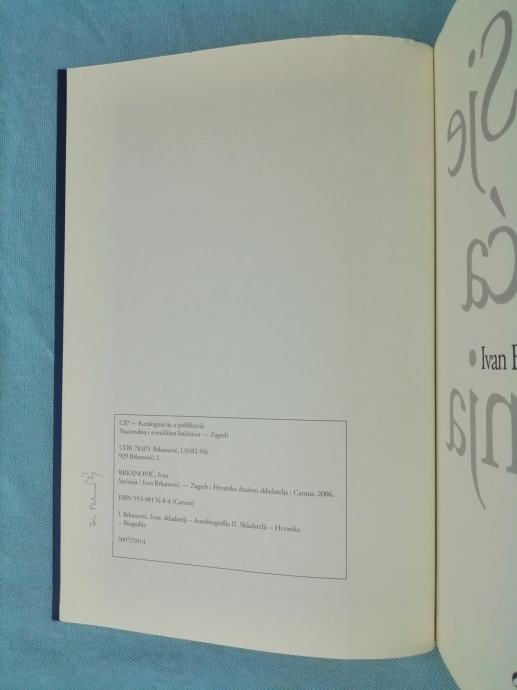 CIP — Katalogizacija u publikaciji
Nacionalna i sveučilišna knjižnica — Zagreb
UDK 78.071 Brkanović, I.(0:82-94)
929 Brkanović, I.
BRKANOVIĆ, Ivan
Sjećanja / Ivan Brkanović. — Zagreb : Hrvatsko društvo skladatelja : Cantus, 2006.
ISBN 953-98176-8-4 (Cantus)
I. Brkanović, Ivan, skladatelj -- Autobiografija II. Skladatelji -- Hrvatska
-- Biografije
300725014
Sje
ća
Ivan
nja